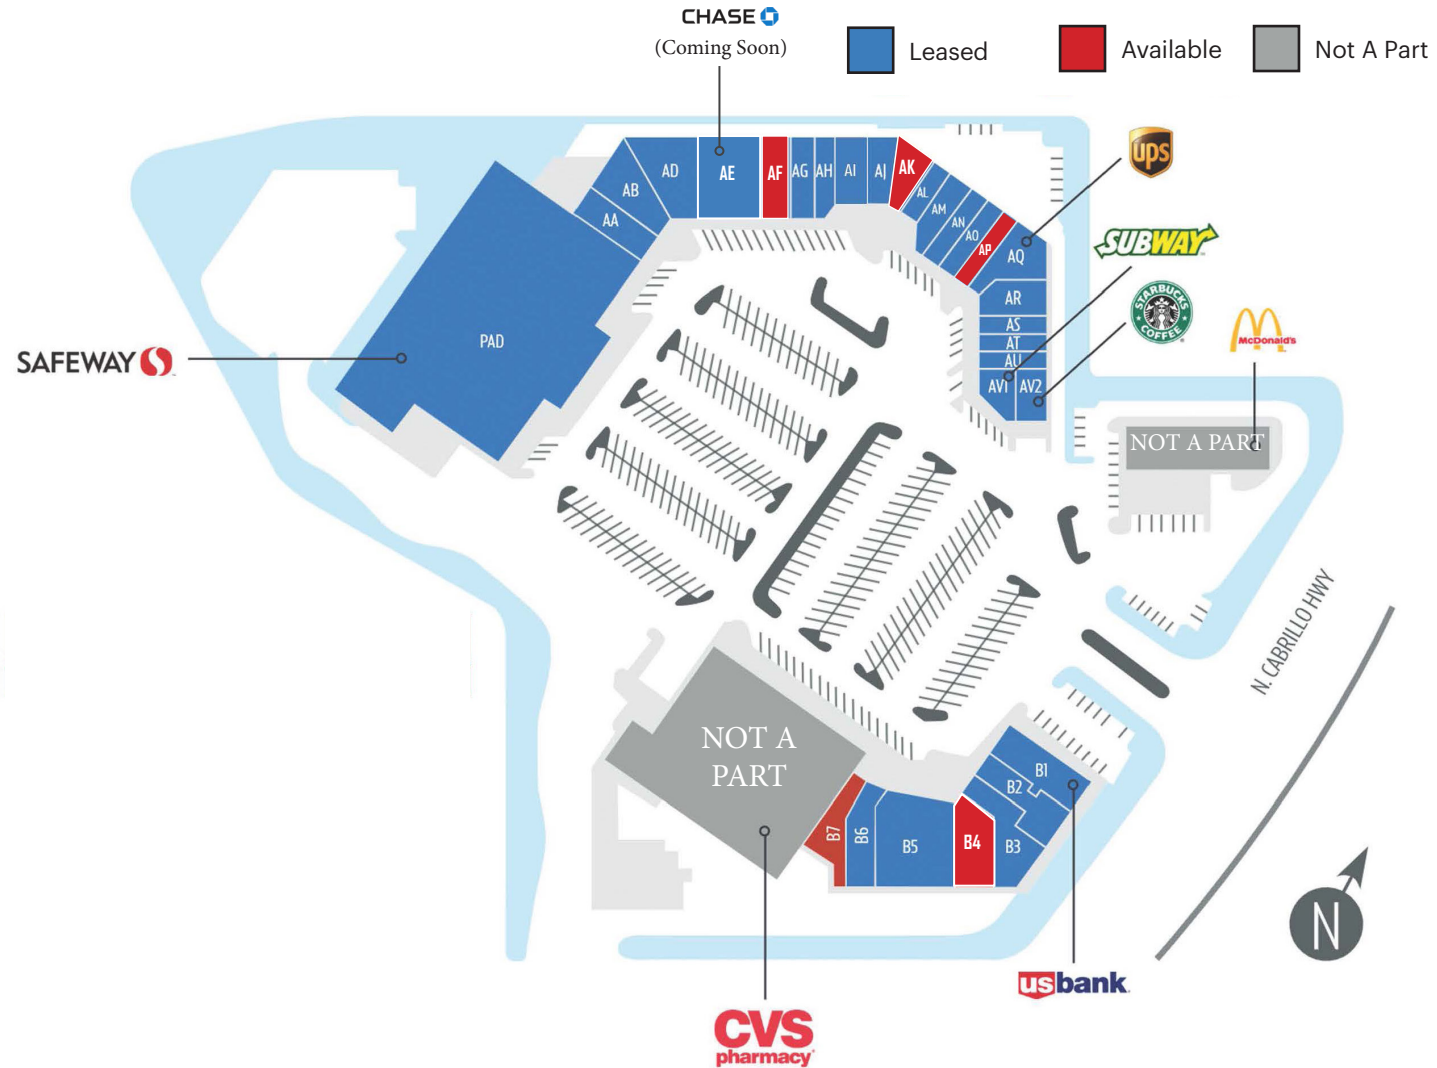 CHASE
(Coming Soon)
Leased
Available
Not A Part
ups
SUBWAY
STARBUCKS
COFFEE
McDonald's
SAFEWAY
PAD
AA
AB
AD
AE
AF
AG
AH
AI
AJ
AK
AL
AM
AN
AO
AP
AQ
AR
AS
AT
AU
AV1
AV2
NOT A PART
N. CABRILLO HWY
NOT A
PART
B7
B6
B5
B4
B3
B2
B1
N
usbank
CVS
pharmacy